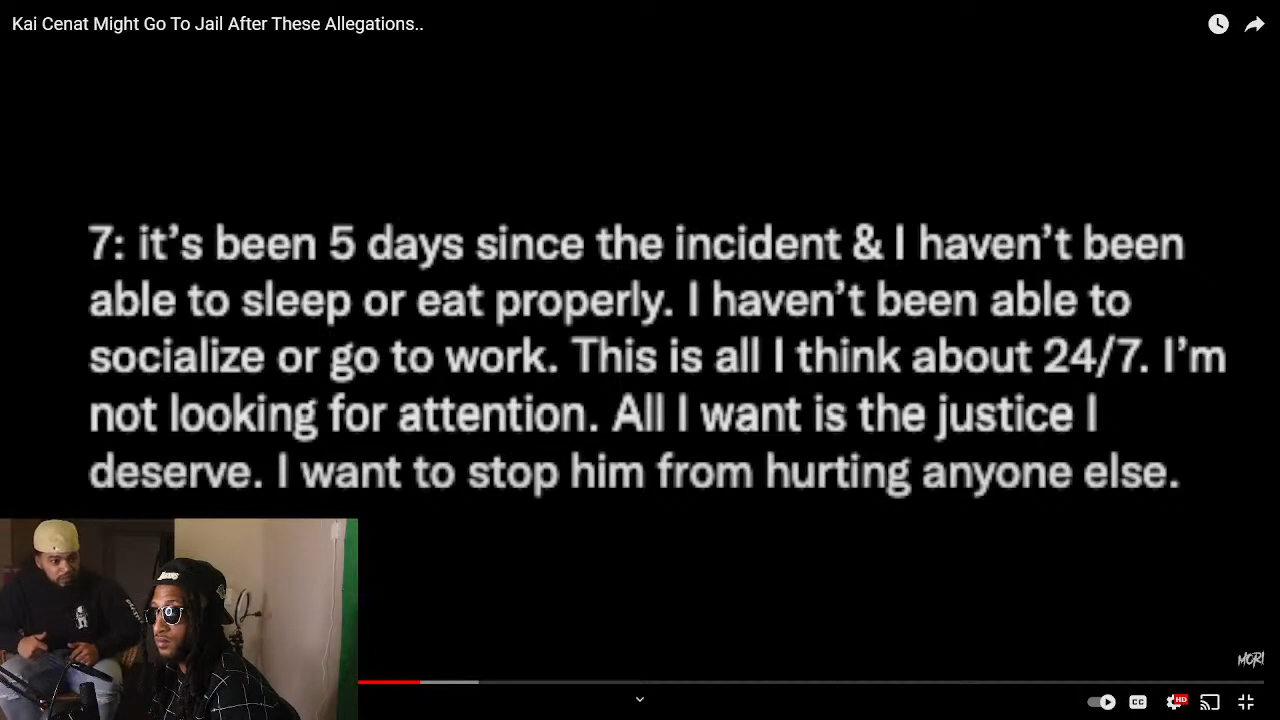 Kai Cenat Might Go To Jail After These Allegations..
7: it's been 5 days since the incident & I haven't been
able to sleep or eat properly. I haven't been able to
socialize or go to work. This is all I think about 24/7. I'm
not looking for attention. All I want is the justice I
deserve. I want to stop him from hurting anyone else.
MORI
CC
HD